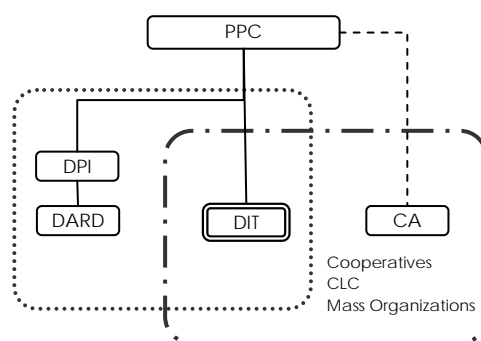 PPC
DPI
DARD
DIT
CA
Cooperatives
CLC
Mass Organizations